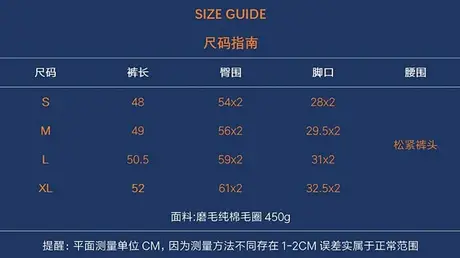 SIZE GUIDE
尺码指南
尺码 裤长 臀围 脚口 腰围
S 48 54x2 28x2
M 49 56x2 29.5x2
松紧裤头
L 50.5 59x2 31x2
XL 52 61x2 32.5x2
面料:磨毛纯棉毛圈 450g
提醒:平面测量单位 CM,因为测量方法不同存在 1-2CM 误差实属于正常范围